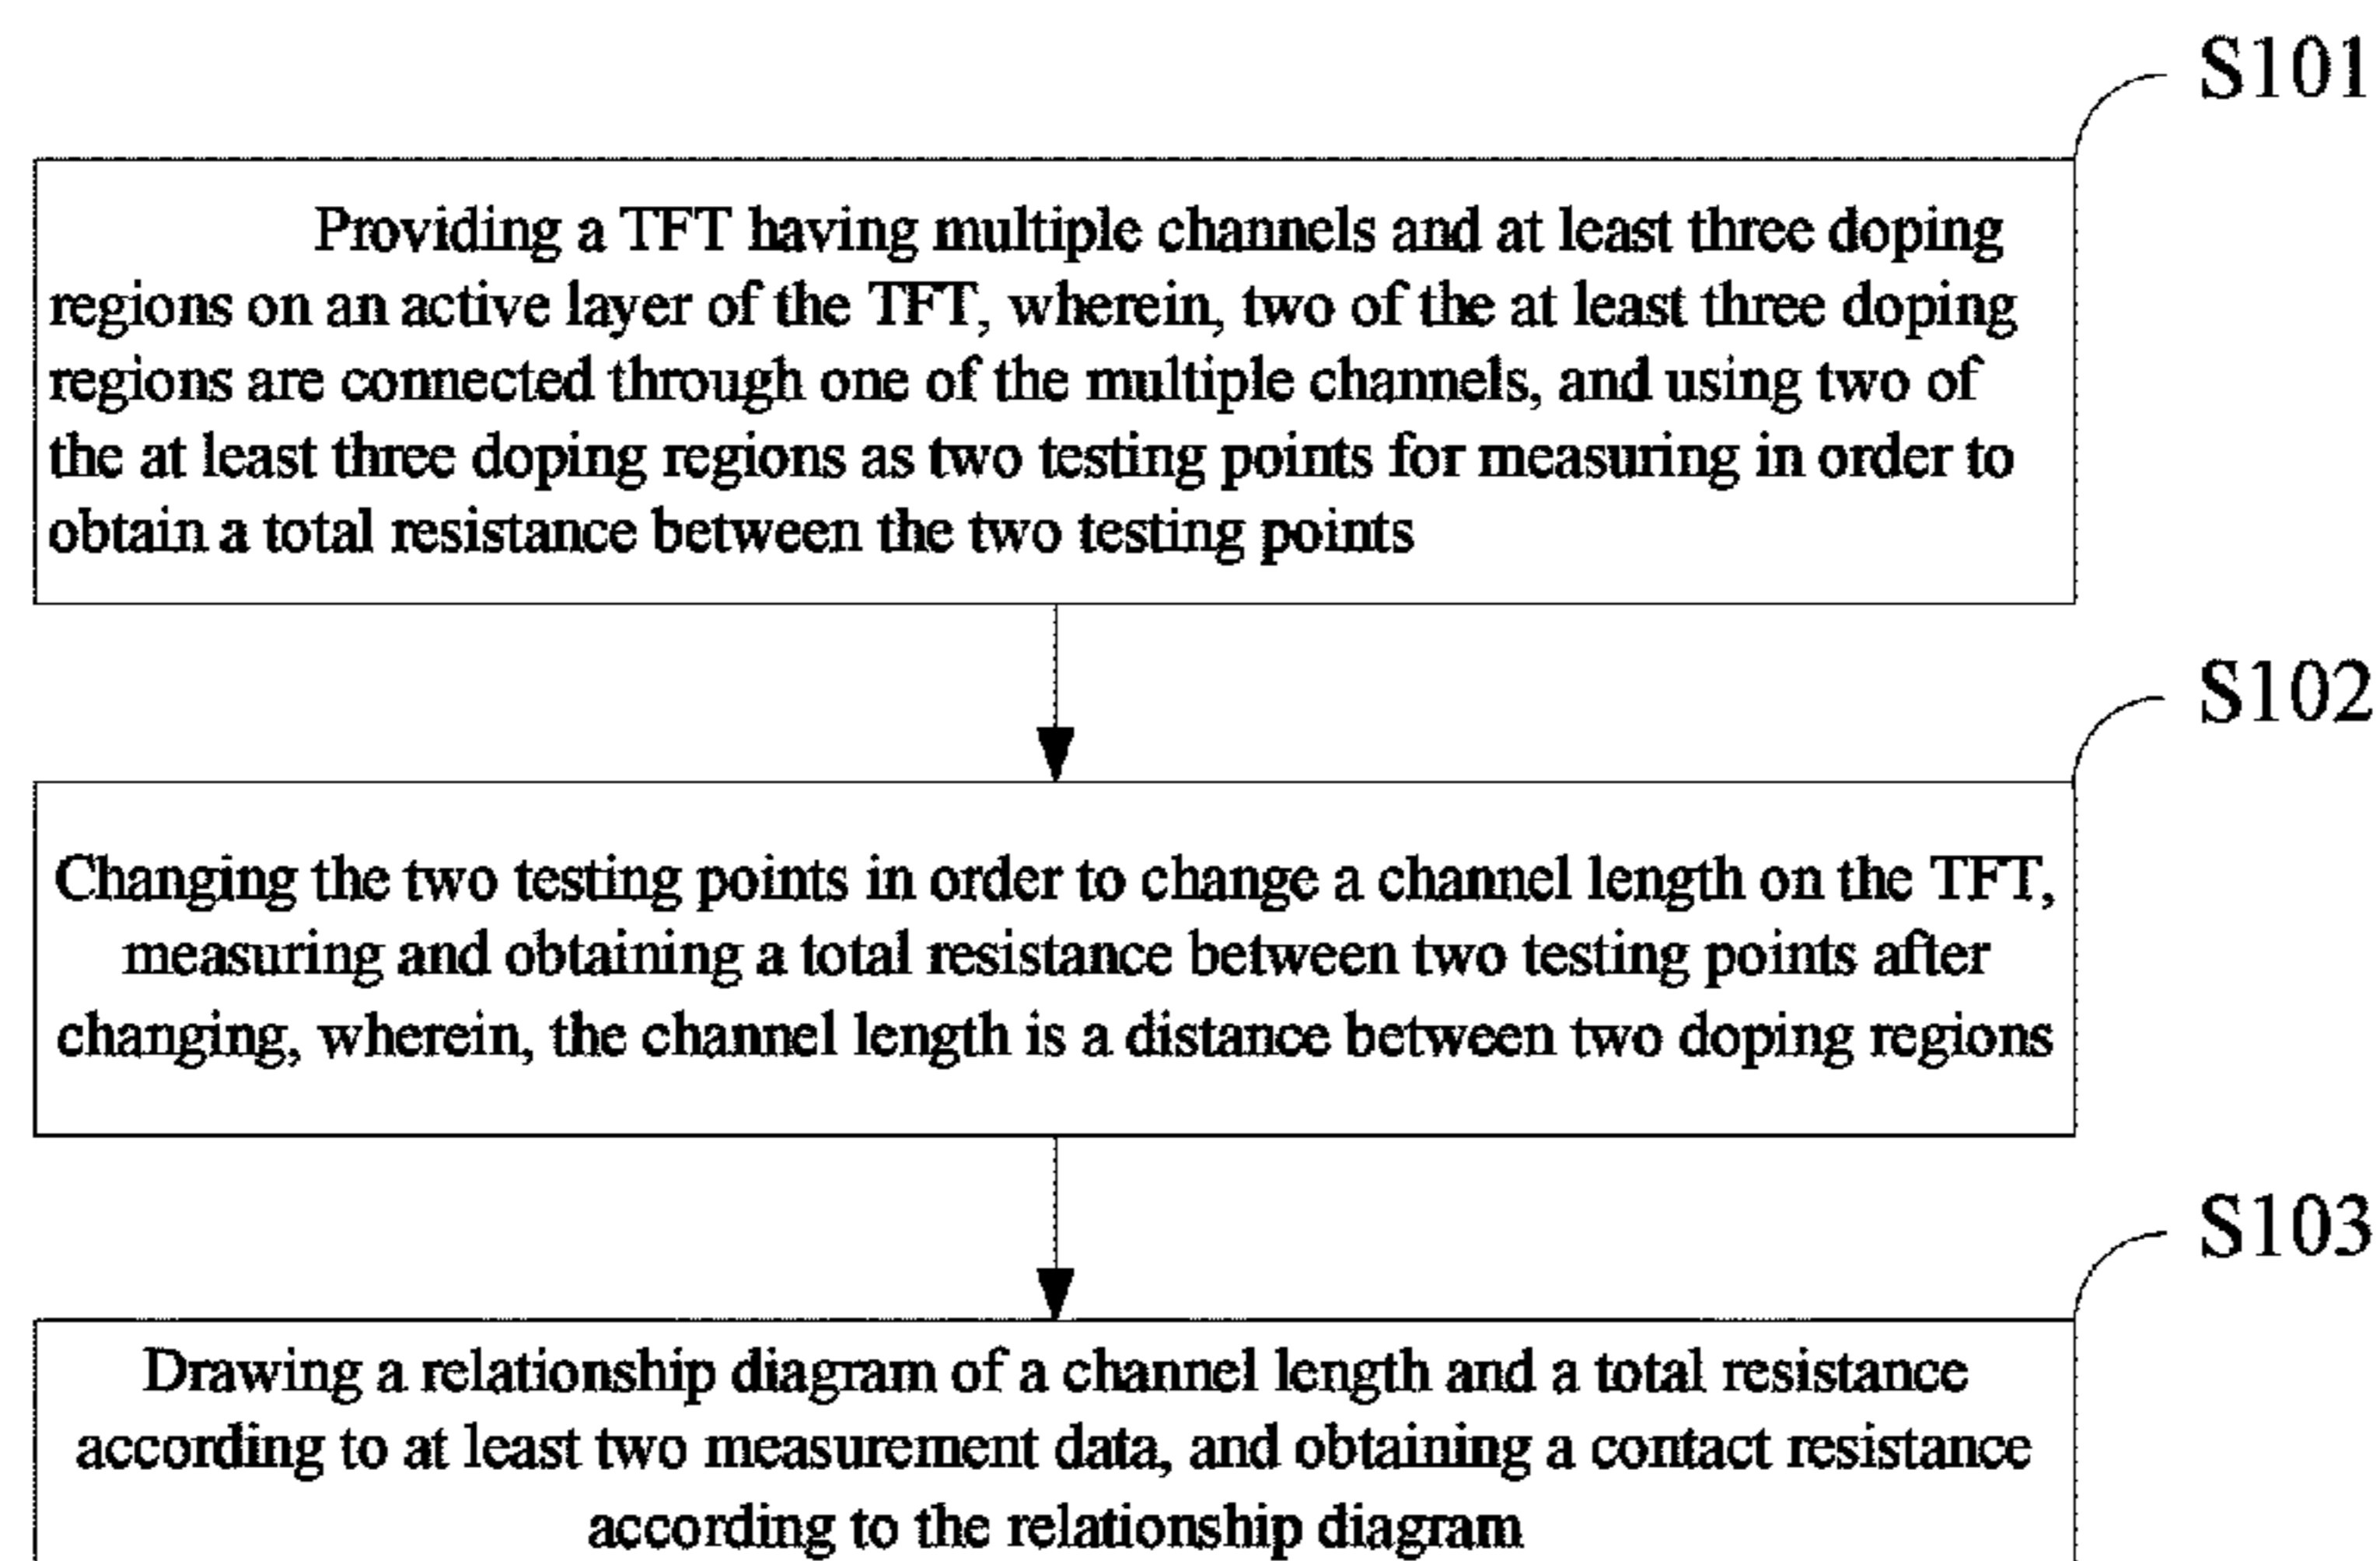 S101
Providing a TFT having multiple channels and at least three doping
regions on an active layer of the TFT, wherein, two of the at least three doping
regions are connected through one of the multiple channels, and using two of
the at least three doping regions as two testing points for measuring in order to
obtain a total resistance between the two testing points
S102
Changing the two testing points in order to change a channel length on the TFT,
measuring and obtaining a total resistance between two testing points after
changing, wherein, the channel length is a distance between two doping regions
S103
Drawing a relationship diagram of a channel length and a total resistance
according to at least two measurement data, and obtaining a contact resistance
according to the relationship diagram